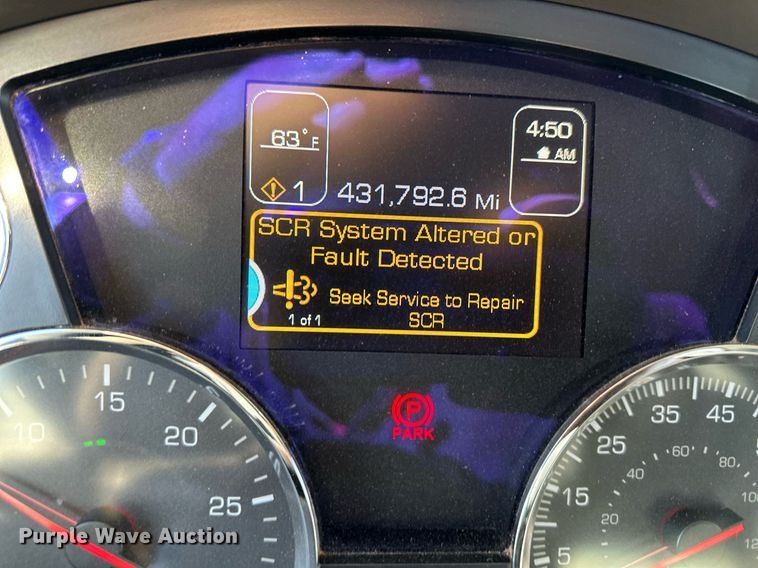 63° F
4:50
AM
1
431,792.6 Mi
SCR System Altered or
Fault Detected
Seek Service to Repair
SCR
1 of 1
P
PARK
10
15
20
25
5
15
25
35
45
20
40
60
80
Purple Wave Auction